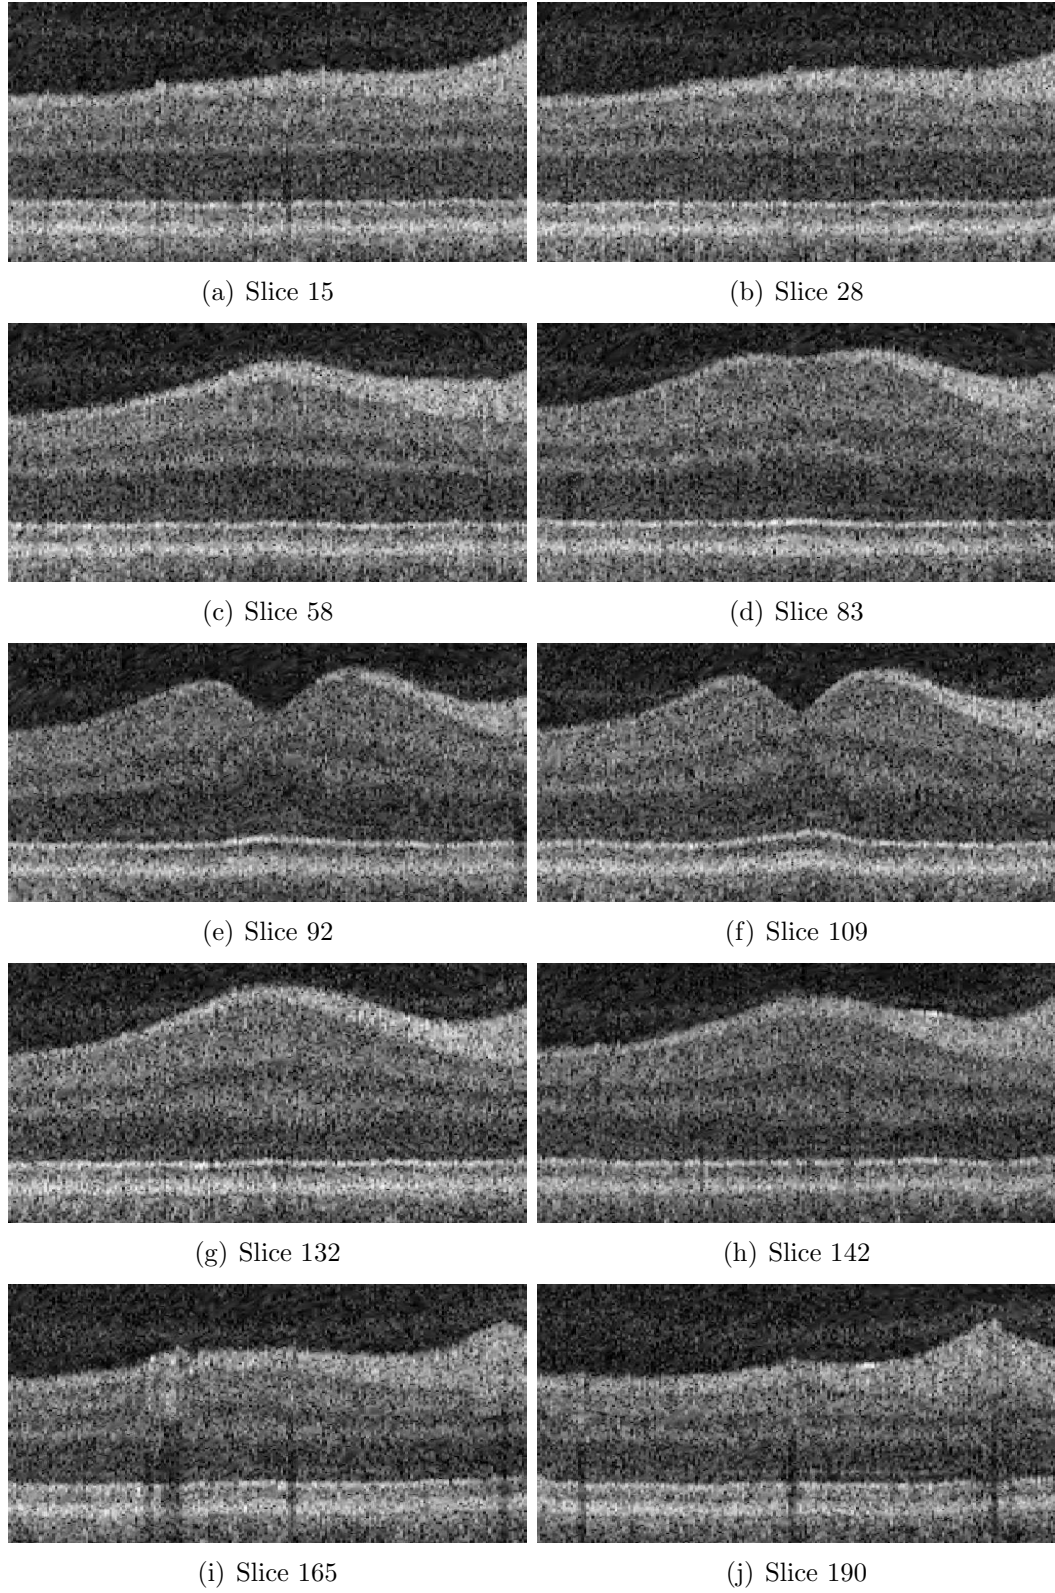 (a) Slice 15
(b) Slice 28
(c) Slice 58
(d) Slice 83
(e) Slice 92
(f) Slice 109
(g) Slice 132
(h) Slice 142
(i) Slice 165
(j) Slice 190